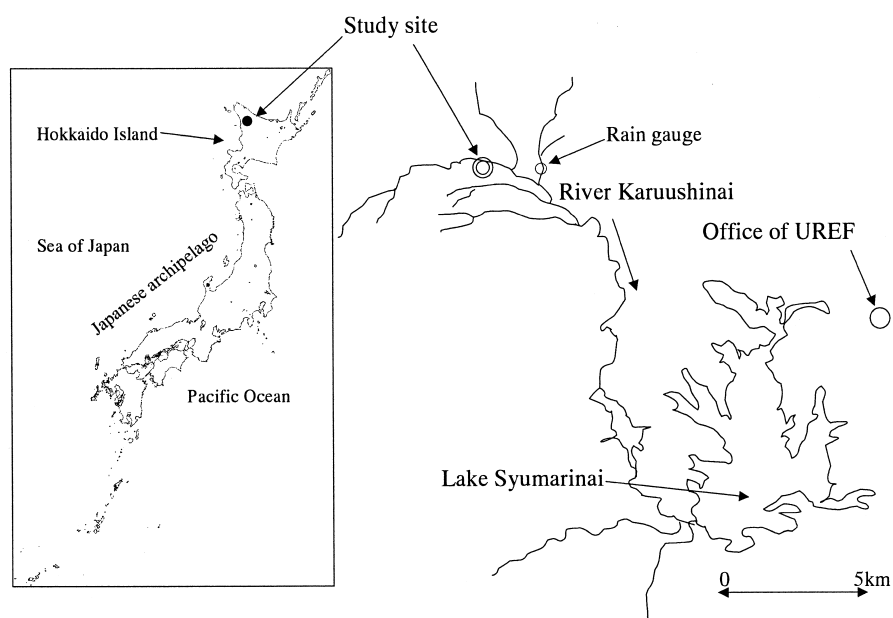 Study site
Hokkaido Island
Rain gauge
River Karuushinai
Office of UREF
Sea of Japan
Japanese archipelago
Pacific Ocean
Lake Syumarinai
0 5km